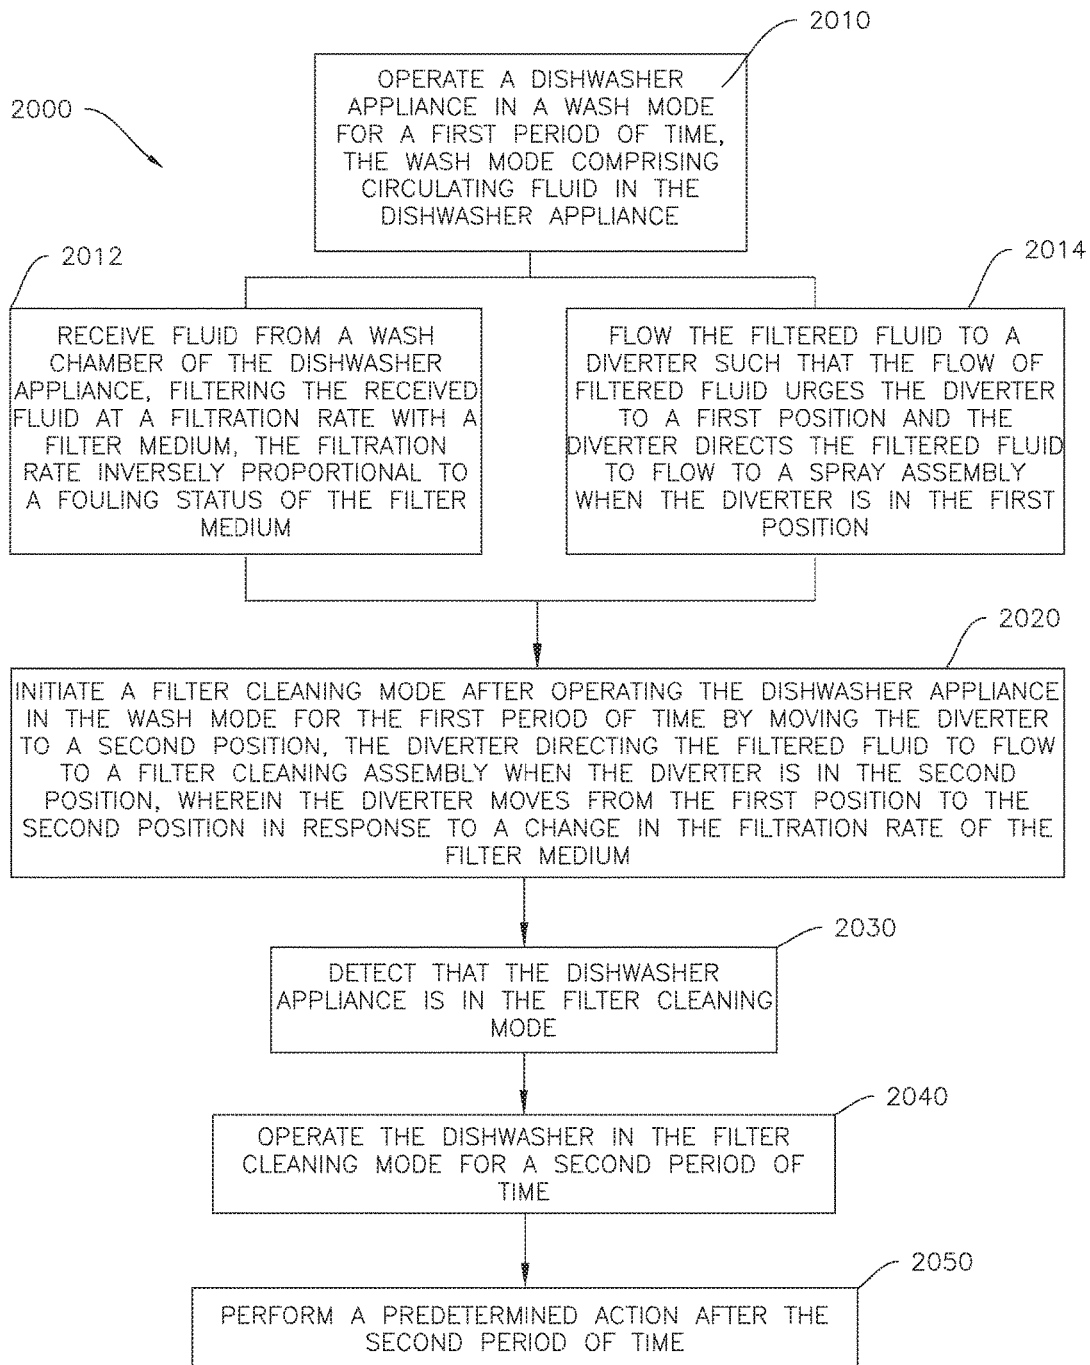 2010
OPERATE A DISHWASHER
APPLIANCE IN A WASH MODE
FOR A FIRST PERIOD OF TIME,
THE WASH MODE COMPRISING
CIRCULATING FLUID IN THE
DISHWASHER APPLIANCE
2000
2012
RECEIVE FLUID FROM A WASH
CHAMBER OF THE DISHWASHER
APPLIANCE, FILTERING THE RECEIVED
FLUID AT A FILTRATION RATE WITH A
FILTER MEDIUM, THE FILTRATION
RATE INVERSELY PROPORTIONAL TO
A FOULING STATUS OF THE FILTER
MEDIUM
2014
FLOW THE FILTERED FLUID TO A
DIVERTER SUCH THAT THE FLOW OF
FILTERED FLUID URGES THE DIVERTER
TO A FIRST POSITION AND THE
DIVERTER DIRECTS THE FILTERED FLUID
TO FLOW TO A SPRAY ASSEMBLY
WHEN THE DIVERTER IS IN THE FIRST
POSITION
2020
INITIATE A FILTER CLEANING MODE AFTER OPERATING THE DISHWASHER APPLIANCE
IN THE WASH MODE FOR THE FIRST PERIOD OF TIME BY MOVING THE DIVERTER
TO A SECOND POSITION, THE DIVERTER DIRECTING THE FILTERED FLUID TO FLOW
TO A FILTER CLEANING ASSEMBLY WHEN THE DIVERTER IS IN THE SECOND
POSITION, WHEREIN THE DIVERTER MOVES FROM THE FIRST POSITION TO THE
SECOND POSITION IN RESPONSE TO A CHANGE IN THE FILTRATION RATE OF THE
FILTER MEDIUM
2030
DETECT THAT THE DISHWASHER
APPLIANCE IS IN THE FILTER CLEANING
MODE
2040
OPERATE THE DISHWASHER IN THE FILTER
CLEANING MODE FOR A SECOND PERIOD OF
TIME
2050
PERFORM A PREDETERMINED ACTION AFTER THE
SECOND PERIOD OF TIME